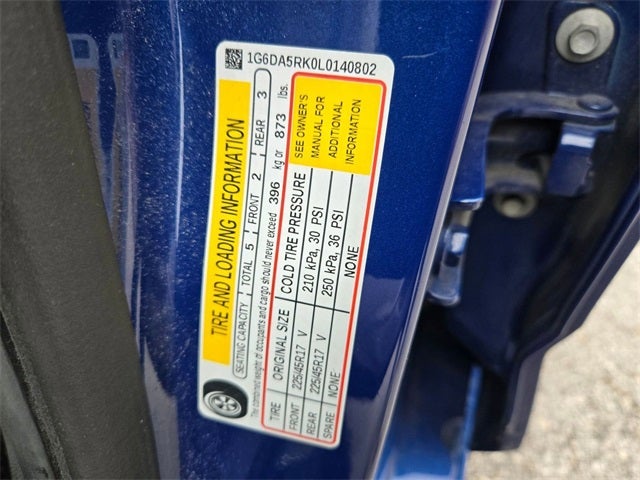 1G6DA5RK0L0140802
TIRE AND LOADING INFORMATION
SEATING CAPACITY | TOTAL 5 | FRONT 2 | REAR 3
The combined weight of occupants and cargo should never exceed 396 kg or 873 lbs.
TIRE | ORIGINAL SIZE | COLD TIRE PRESSURE
FRONT | 225/45R17 V | 210 kPa, 30 PSI
REAR | 225/45R17 V | 250 kPa, 36 PSI
SPARE | NONE | NONE
SEE OWNER'S
MANUAL FOR
ADDITIONAL
INFORMATION